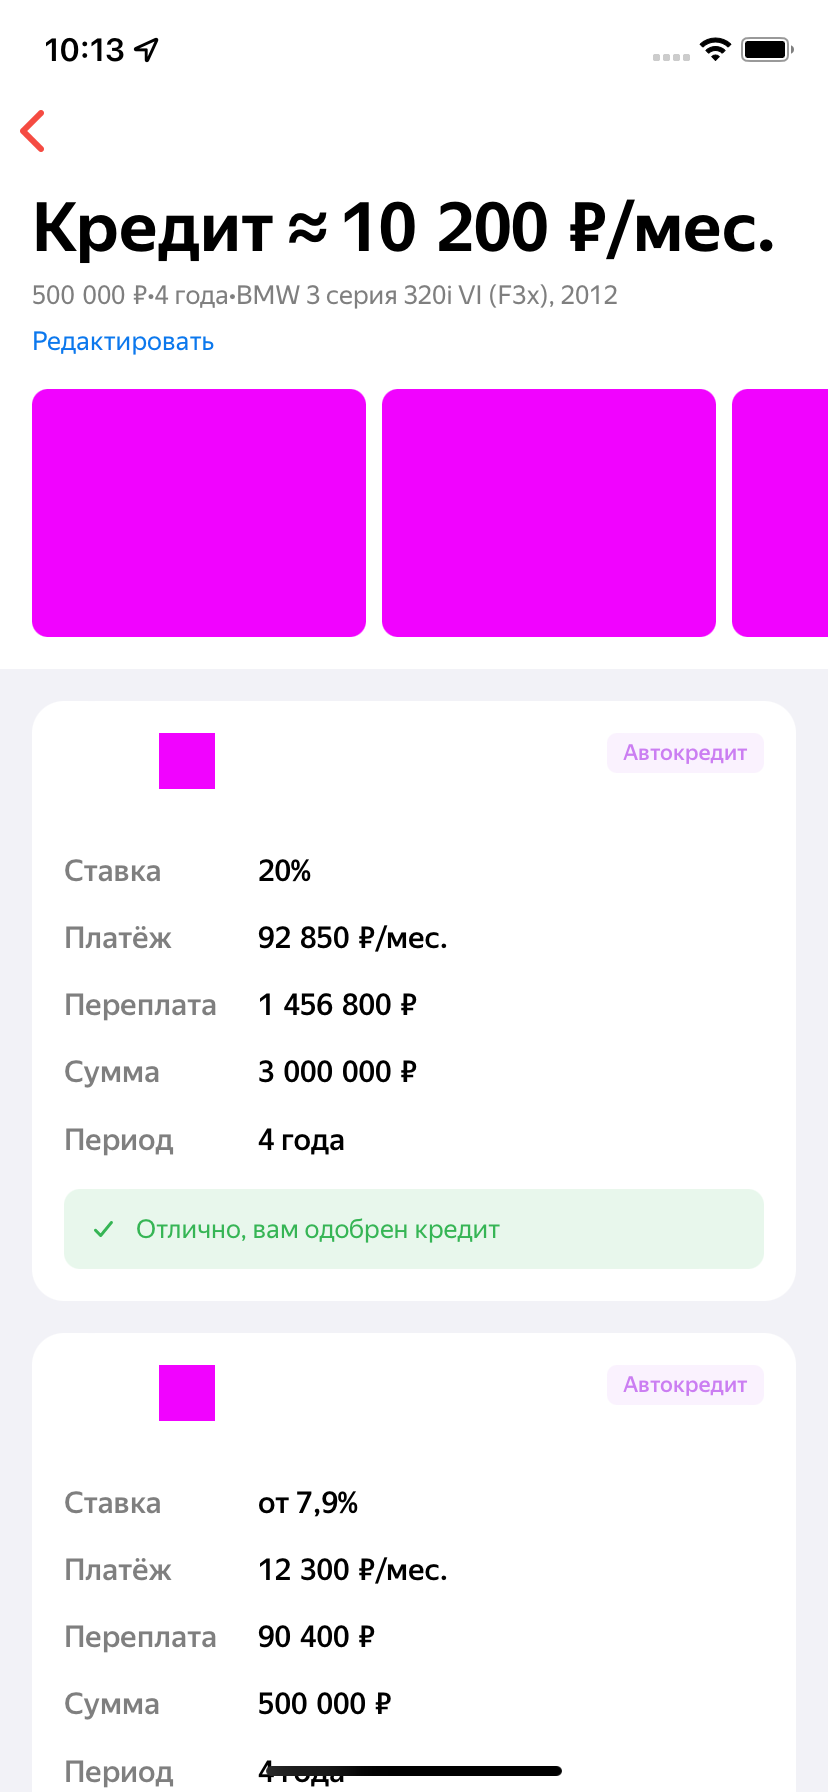 10:13
Кредит ≈ 10 200 ₽/мес.
500 000 ₽•4 года•BMW 3 серия 320i VI (F3x), 2012
Редактировать
Автокредит
Ставка 20%
Платёж 92 850 ₽/мес.
Переплата 1 456 800 ₽
Сумма 3 000 000 ₽
Период 4 года
Отлично, вам одобрен кредит
Автокредит
Ставка от 7,9%
Платёж 12 300 ₽/мес.
Переплата 90 400 ₽
Сумма 500 000 ₽
Период 4 года